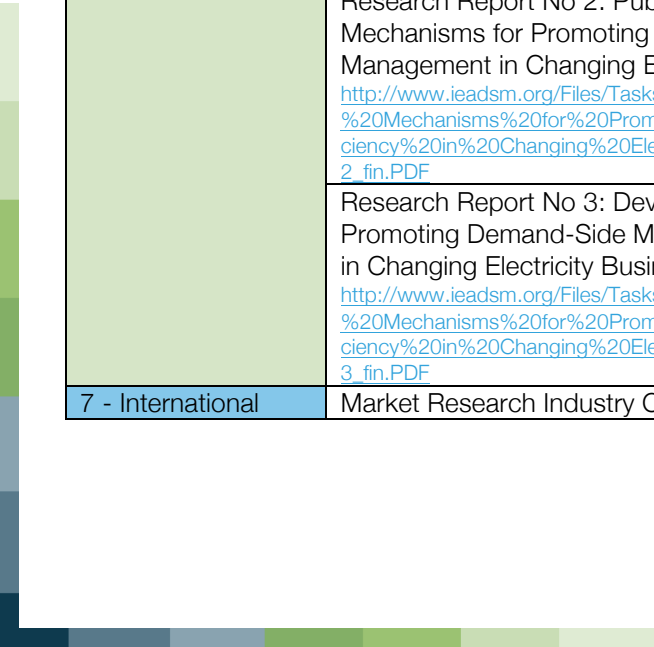 Research Report No 2:
Mechanisms for Promoting
Management in Changing
http://www.ieadsm.org/Files/Task
%20Mechanisms%20for%20Prom
ciency%20in%20Changing%20Ele
2_fin.PDF
Research Report No 3: Dev
Promoting Demand-Side M
in Changing Electricity Busi
http://www.ieadsm.org/Files/Task
%20Mechanisms%20for%20Prom
ciency%20in%20Changing%20Ele
3_fin.PDF
7 - International
Market Research Industry